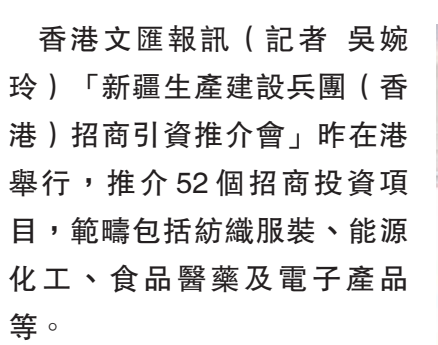 香港文匯報訊（記者 吳婉
玲）「新疆生產建設兵團（香
港）招商引資推介會」昨在港
舉行，推介52個招商投資項
目，範疇包括紡織服裝、能源
化工、食品醫藥及電子產品
等。